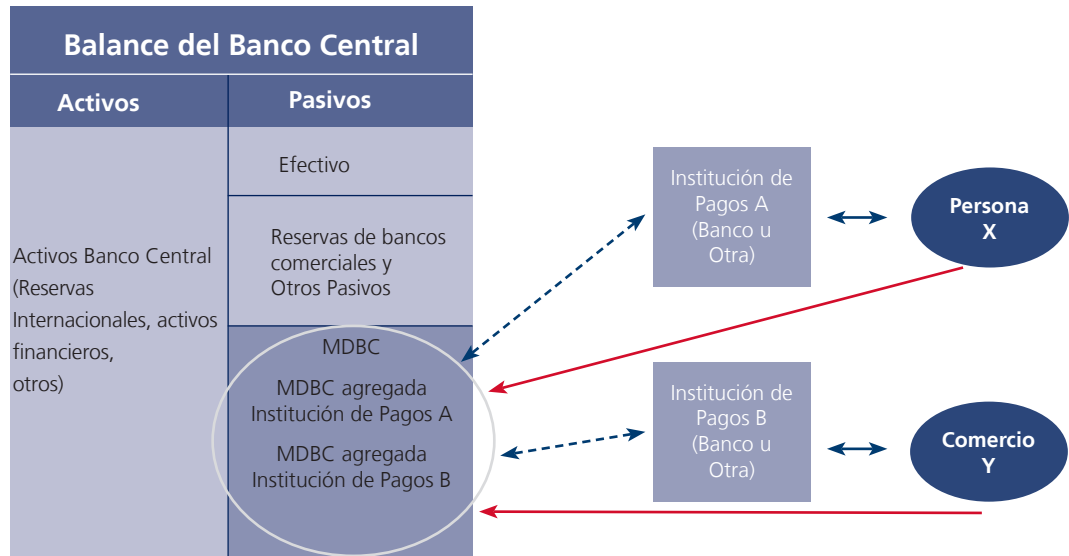 Balance del Banco Central
Activos
Pasivos
Activos Banco Central
(Reservas
Internacionales, activos
financieros,
otros)
Efectivo
Reservas de bancos
comerciales y
Otros Pasivos
MDBC
MDBC agregada
Institución de Pagos A
MDBC agregada
Institución de Pagos B
Institución de
Pagos A
(Banco u
Otra)
Persona
X
Institución de
Pagos B
(Banco u
Otra)
Comercio
Y